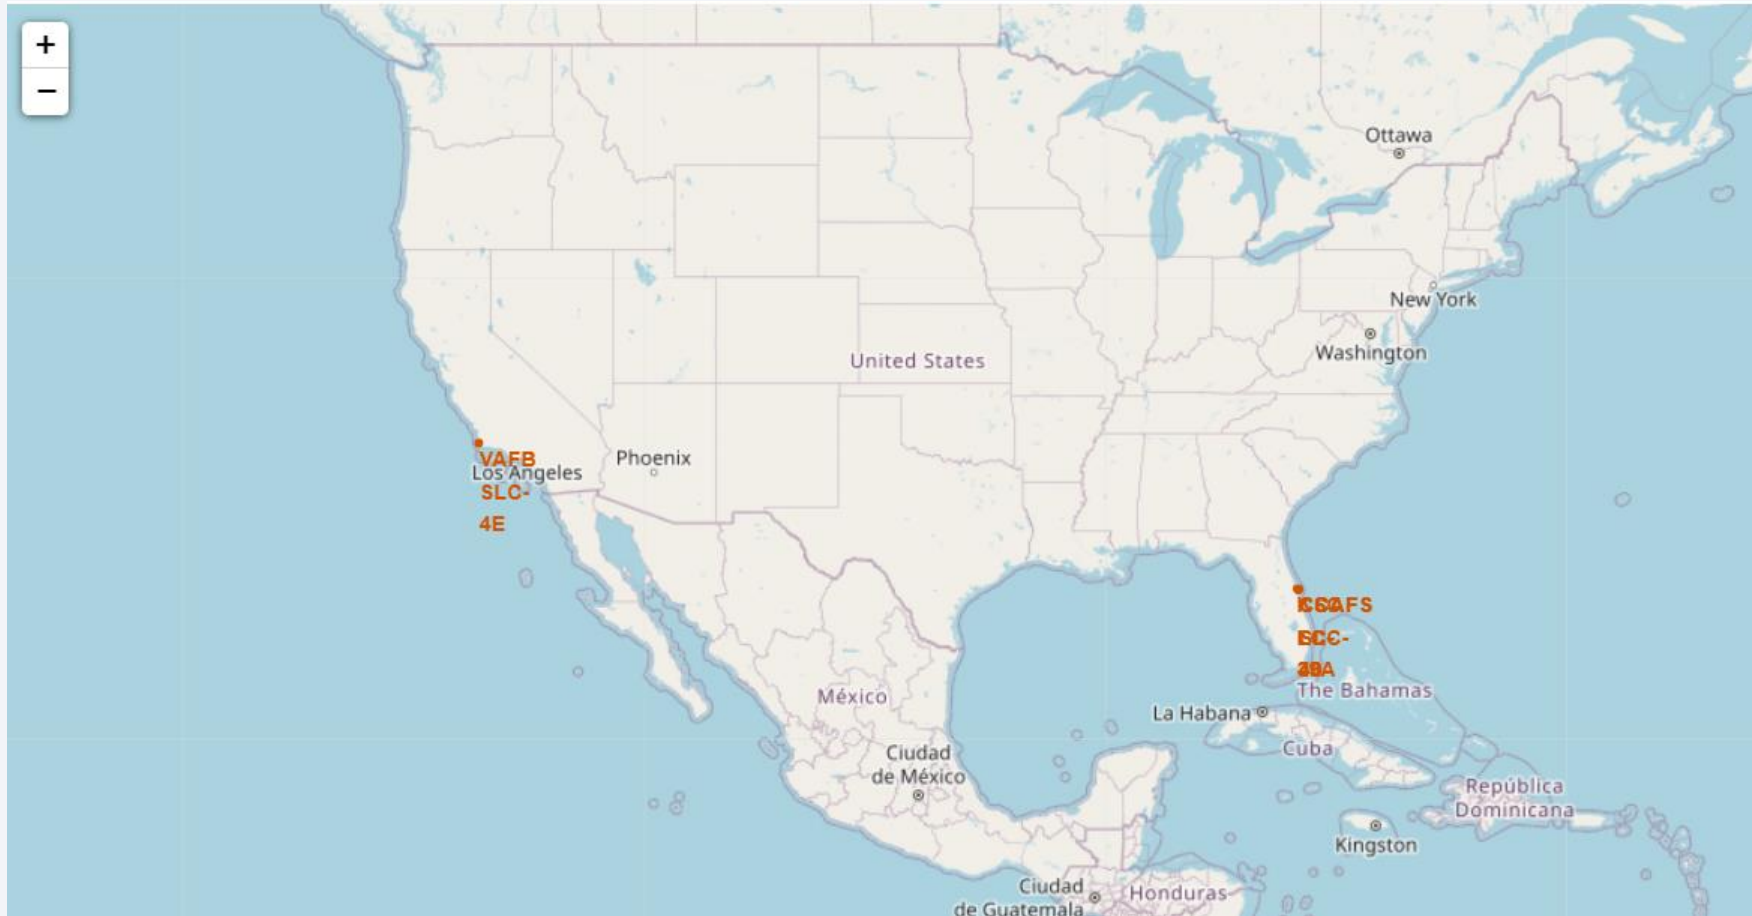 +
−
Ottawa
New York
Washington
United States
VAFB
Los Angeles
SLC-
4E
Phoenix
México
The Bahamas
La Habana
Cuba
Ciudad
de México
República
Dominicana
Kingston
Ciudad
de Guatemala
Honduras